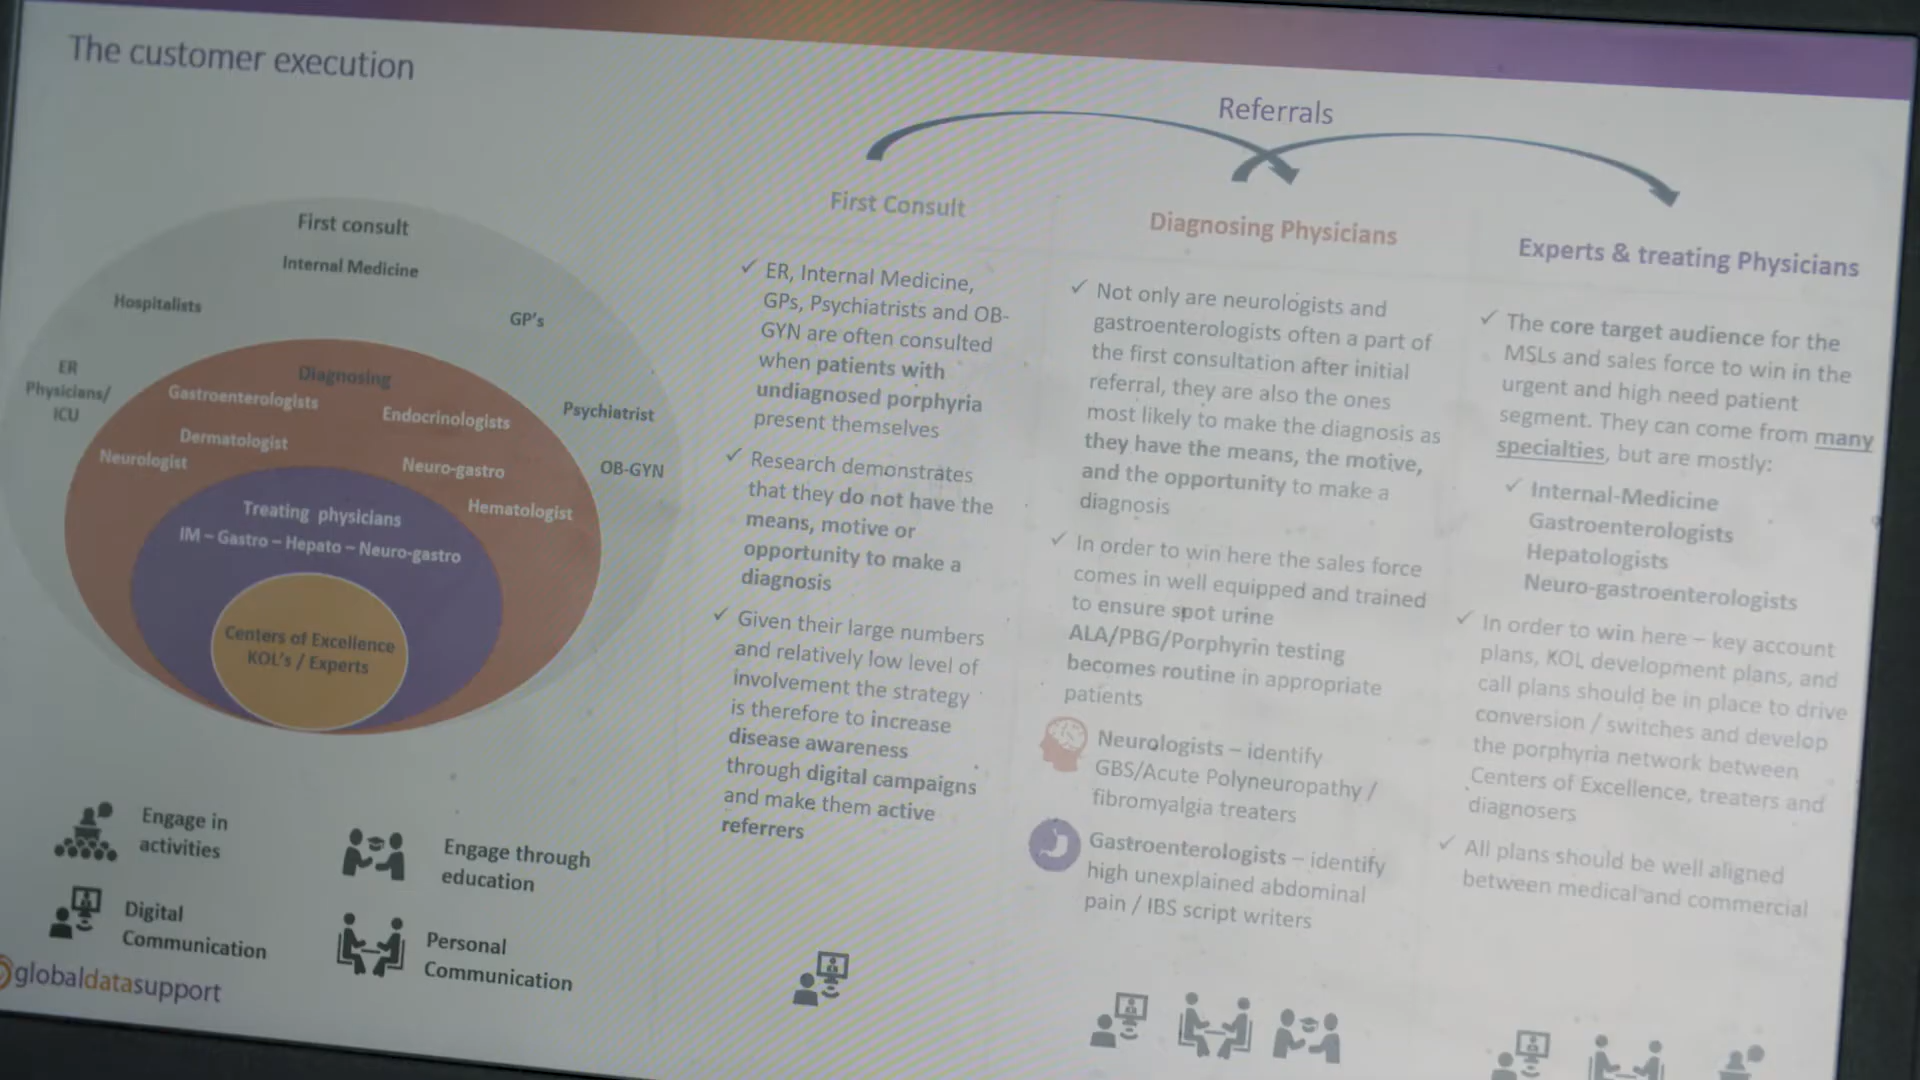 The customer execution
First consult
Internal Medicine
Hospitalists
GP's
ER
Physicians/
ICU
Psychiatrist
OB-GYN
Diagnosing
Gastroenterologists
Endocrinologists
Dermatologist
Neurologist
Neuro-gastro
Hematologist
Treating physicians
IM – Gastro – Hepato – Neuro-gastro
Centers of Excellence
KOL's / Experts
Engage in
activities
Engage through
education
Digital
Communication
Personal
Communication
globaldatasupport
Referrals
First Consult
✓ ER, Internal Medicine,
GPs, Psychiatrists and OB-
GYN are often consulted
when patients with
undiagnosed porphyria
present themselves
✓ Research demonstrates
that they do not have the
means, motive or
opportunity to make a
diagnosis
✓ Given their large numbers
and relatively low level of
involvement the strategy
is therefore to increase
disease awareness
through digital campaigns
and make them active
referrers
Diagnosing Physicians
✓ Not only are neurologists and
gastroenterologists often a part of
the first consultation after initial
referral, they are also the ones
most likely to make the diagnosis as
they have the means, the motive,
and the opportunity to make a
diagnosis
✓ In order to win here the sales force
comes in well equipped and trained
to ensure spot urine
ALA/PBG/Porphyrin testing
becomes routine in appropriate
patients
Neurologists – identify
GBS/Acute Polyneuropathy /
fibromyalgia treaters
Gastroenterologists – identify
high unexplained abdominal
pain / IBS script writers
Experts & treating Physicians
✓ The core target audience for the
MSLs and sales force to win in the
urgent and high need patient
segment. They can come from many
specialties, but are mostly:
✓ Internal-Medicine
Gastroenterologists
Hepatologists
Neuro-gastroenterologists
✓ In order to win here – key account
plans, KOL development plans, and
call plans should be in place to drive
conversion / switches and develop
the porphyria network between
Centers of Excellence, treaters and
diagnosers
✓ All plans should be well aligned
between medical and commercial